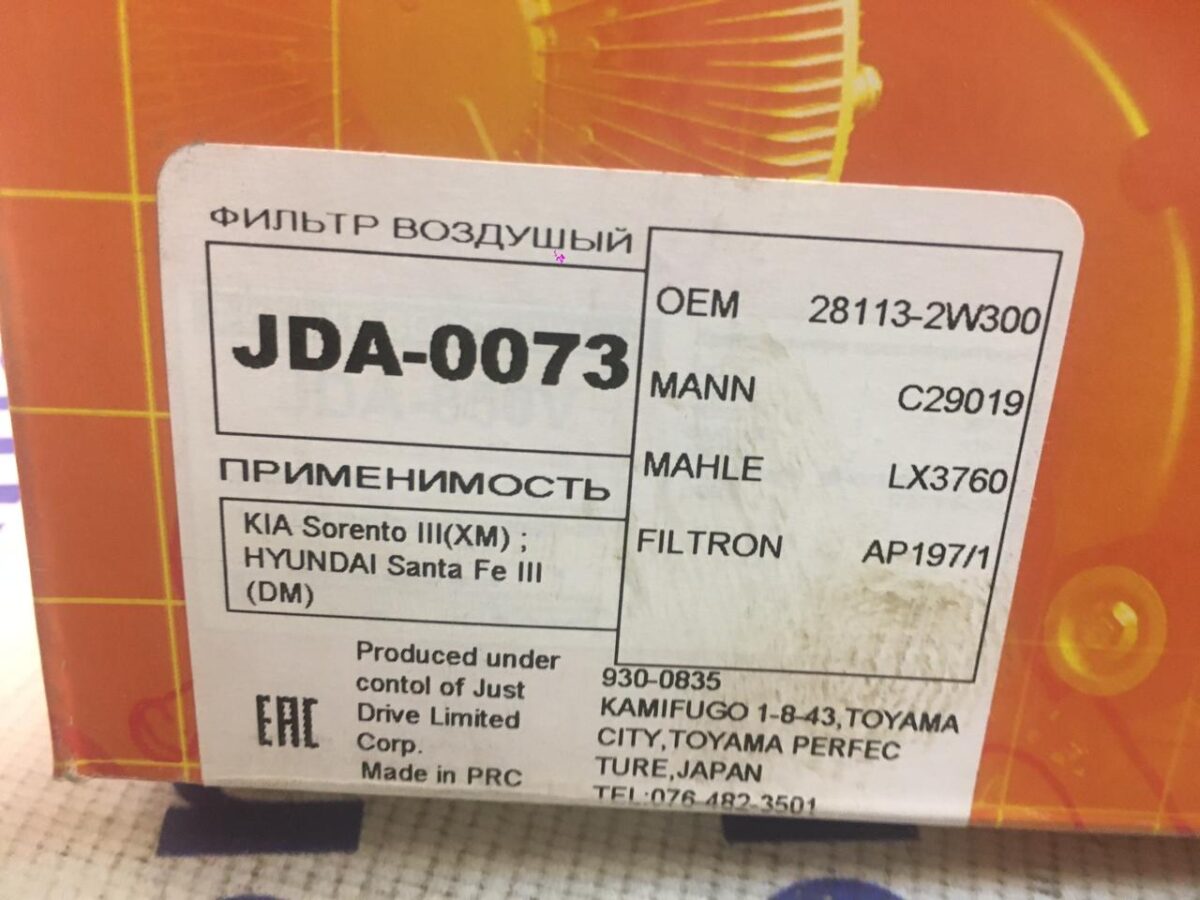 ФИЛЬТР ВОЗДУШЫЙ
JDA-0073
ПРИМЕНИМОСТЬ
KIA Sorento III(XM) ;
HYUNDAI Santa Fe III
(DM)
OEM 28113-2W300
MANN C29019
MAHLE LX3760
FILTRON AP197/1
EAC
Produced under
contol of Just
Drive Limited
Corp.
Made in PRC
930-0835
KAMIFUGO 1-8-43,TOYAMA
CITY,TOYAMA PERFEC
TURE,JAPAN
TEL:076-482-3501